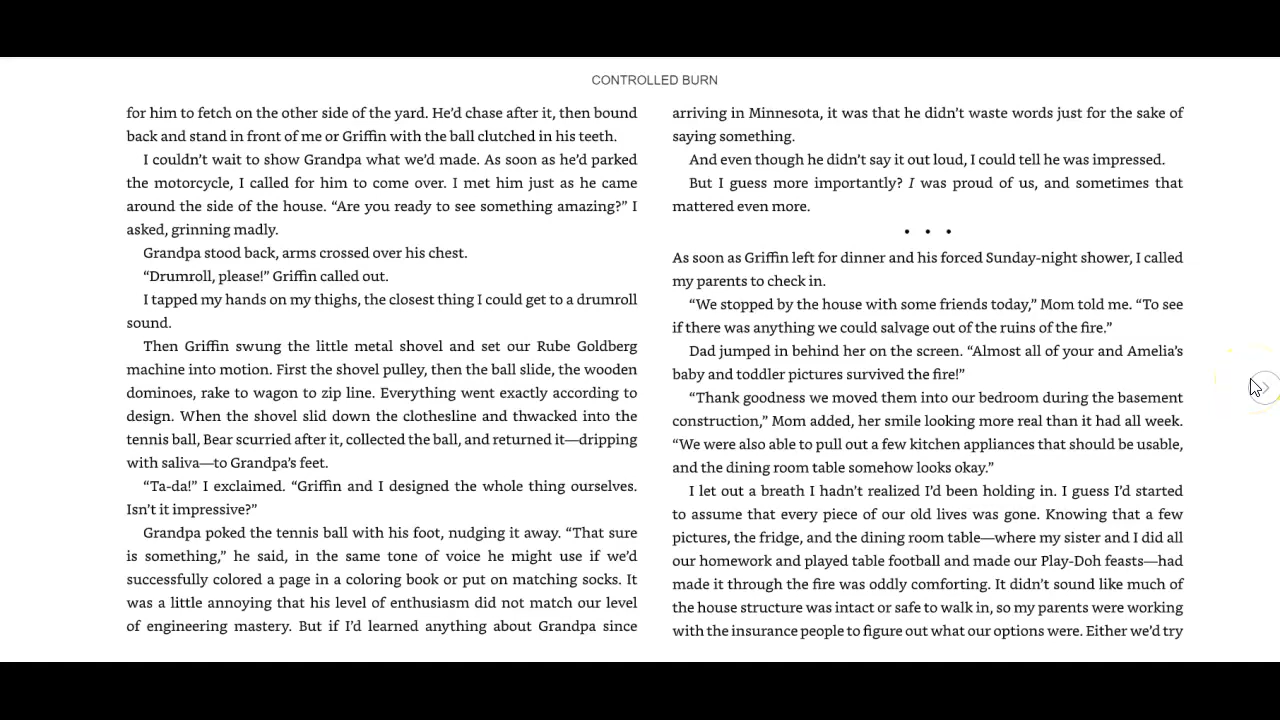 CONTROLLED BURN
for him to fetch on the other side of the yard. He’d chase after it, then bound
back and stand in front of me or Griffin with the ball clutched in his teeth.
I couldn’t wait to show Grandpa what we’d made. As soon as he’d parked
the motorcycle, I called for him to come over. I met him just as he came
around the side of the house. “Are you ready to see something amazing?” I
asked, grinning madly.
Grandpa stood back, arms crossed over his chest.
“Drumroll, please!” Griffin called out.
I tapped my hands on my thighs, the closest thing I could get to a drumroll
sound.
Then Griffin swung the little metal shovel and set our Rube Goldberg
machine into motion. First the shovel pulley, then the ball slide, the wooden
dominoes, rake to wagon to zip line. Everything went exactly according to
design. When the shovel slid down the clothesline and thwacked into the
tennis ball, Bear scurried after it, collected the ball, and returned it—dripping
with saliva—to Grandpa’s feet.
“Ta-da!” I exclaimed. “Griffin and I designed the whole thing ourselves.
Isn’t it impressive?”
Grandpa poked the tennis ball with his foot, nudging it away. “That sure
is something,” he said, in the same tone of voice he might use if we’d
successfully colored a page in a coloring book or put on matching socks. It
was a little annoying that his level of enthusiasm did not match our level
of engineering mastery. But if I’d learned anything about Grandpa since
arriving in Minnesota, it was that he didn’t waste words just for the sake of
saying something.
And even though he didn’t say it out loud, I could tell he was impressed.
But I guess more importantly? I was proud of us, and sometimes that
mattered even more.
• • •
As soon as Griffin left for dinner and his forced Sunday-night shower, I called
my parents to check in.
“We stopped by the house with some friends today,” Mom told me. “To see
if there was anything we could salvage out of the ruins of the fire.”
Dad jumped in behind her on the screen. “Almost all of your and Amelia’s
baby and toddler pictures survived the fire!”
“Thank goodness we moved them into our bedroom during the basement
construction,” Mom added, her smile looking more real than it had all week.
“We were also able to pull out a few kitchen appliances that should be usable,
and the dining room table somehow looks okay.”
I let out a breath I hadn’t realized I’d been holding in. I guess I’d started
to assume that every piece of our old lives was gone. Knowing that a few
pictures, the fridge, and the dining room table—where my sister and I did all
our homework and played table football and made our Play-Doh feasts—had
made it through the fire was oddly comforting. It didn’t sound like much of
the house structure was intact or safe to walk in, so my parents were working
with the insurance people to figure out what our options were. Either we’d try